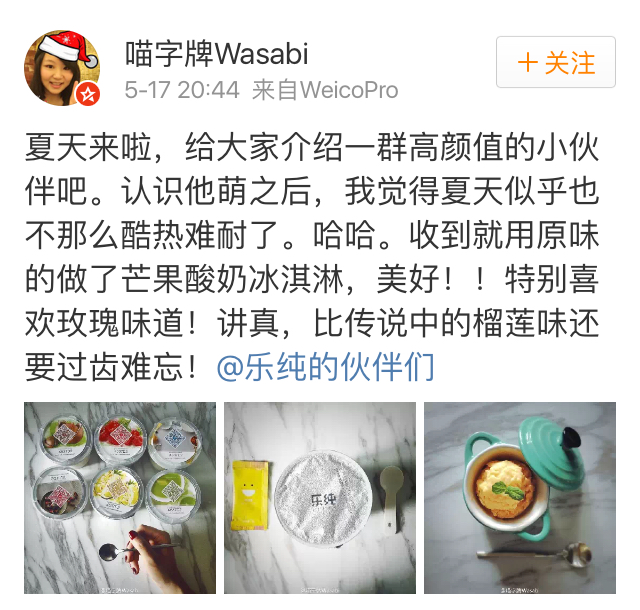 喵字牌Wasabi
＋关注
5-17 20:44 来自WeicoPro
夏天来啦，给大家介绍一群高颜值的小伙
伴吧。认识他萌之后，我觉得夏天似乎也
不那么酷热难耐了。哈哈。收到就用原味
的做了芒果酸奶冰淇淋，美好！！特别喜
欢玫瑰味道！讲真，比传说中的榴莲味还
要过齿难忘！@乐纯的伙伴们
乐纯